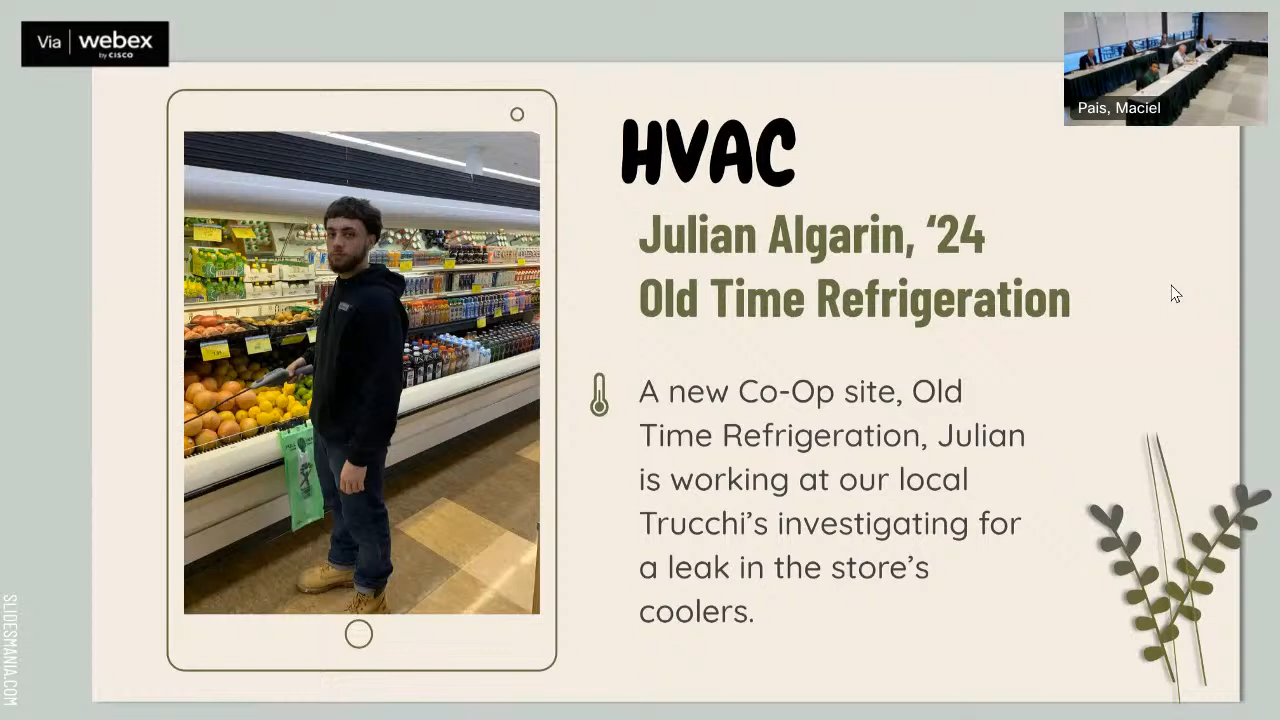 Via | webex
by CISCO
Pais, Maciel
HVAC
Julian Algarin, ‘24
Old Time Refrigeration
A new Co-Op site, Old
Time Refrigeration, Julian
is working at our local
Trucchi’s investigating for
a leak in the store’s
coolers.
SLIDESMANIA.COM